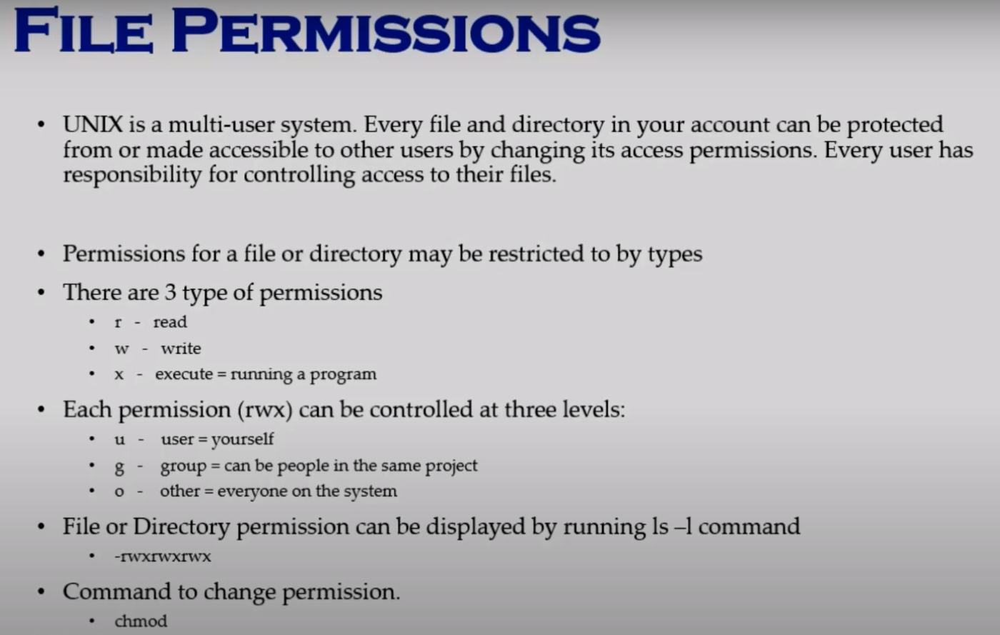 FILE PERMISSIONS
• UNIX is a multi-user system. Every file and directory in your account can be protected
from or made accessible to other users by changing its access permissions. Every user has
responsibility for controlling access to their files.
• Permissions for a file or directory may be restricted to by types
• There are 3 type of permissions
• r - read
• w - write
• x - execute = running a program
• Each permission (rwx) can be controlled at three levels:
• u - user = yourself
• g - group = can be people in the same project
• o - other = everyone on the system
• File or Directory permission can be displayed by running ls –l command
• -rwxrwxrwx
• Command to change permission.
• chmod